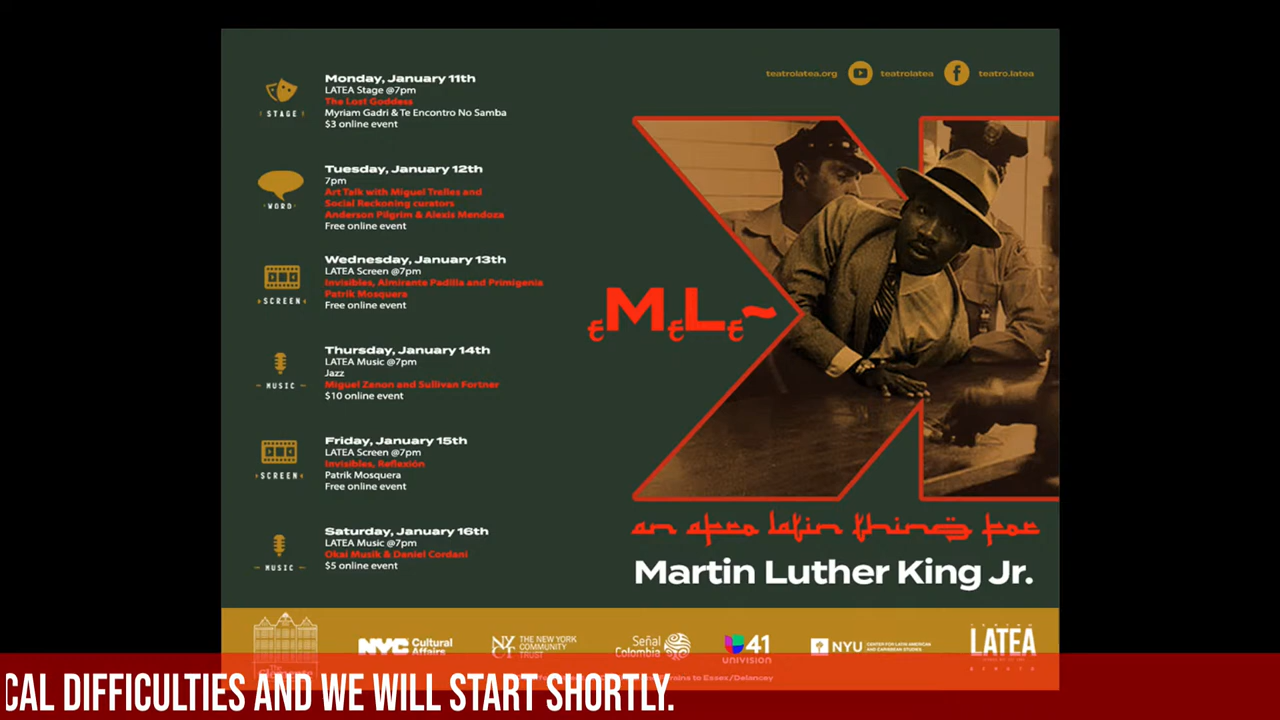 Monday, January 11th
LATEA Stage @7pm
The Lost Goddess
Myriam Gadri & Te Encontro No Samba
$3 online event
STAGE
Tuesday, January 12th
7pm
Art Talk with Miguel Trelles and
Social Reckoning curators
Anderson Pilgrim & Alexis Mendoza
Free online event
WORD
Wednesday, January 13th
LATEA Screen @7pm
Invisibles, Almirante Padilla and Primigenia
Patrik Mosquera
Free online event
SCREEN
Thursday, January 14th
LATEA Music @7pm
Jazz
Miguel Zenon and Sullivan Fortner
$10 online event
MUSIC
Friday, January 15th
LATEA Screen @7pm
Invisibles, Reflexión
Patrik Mosquera
Free online event
SCREEN
Saturday, January 16th
LATEA Music @7pm
Okai Musik & Daniel Cordani
$5 online event
MUSIC
teatrolatea.org teatrolatea teatro.latea
εMεLε~
an afro latin thing for
Martin Luther King Jr.
NYC Cultural Affairs
NYCT THE NEW YORK COMMUNITY TRUST
Señal Colombia
41 UNIVISION
NYU CENTER FOR LATIN AMERICAN AND CARIBBEAN STUDIES
LATEA
trains to Essex/Delancey
CAL DIFFICULTIES AND WE WILL START SHORTLY.